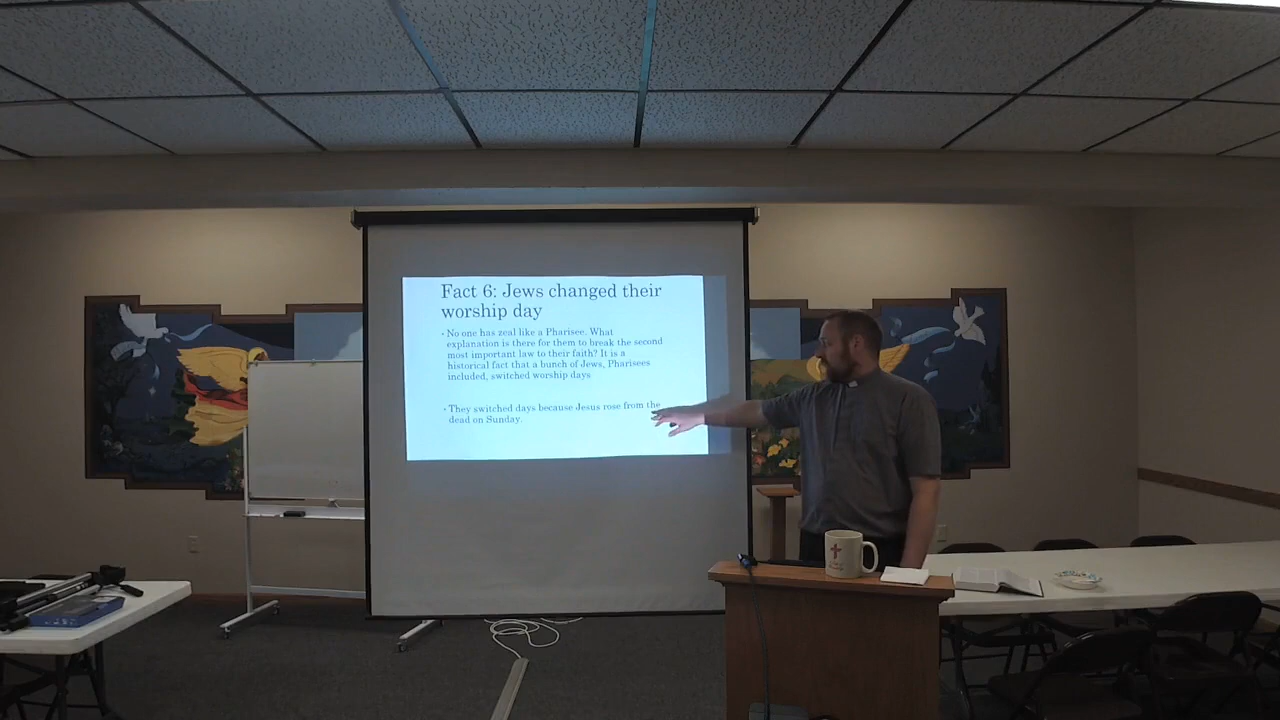 Fact 6: Jews changed their
worship day
• No one has zeal like a Pharisee. What
explanation is there for them to break the second
most important law to their faith? It is a
historical fact that a bunch of Jews, Pharisees
included, switched worship days
• They switched days because Jesus rose from the
dead on Sunday.